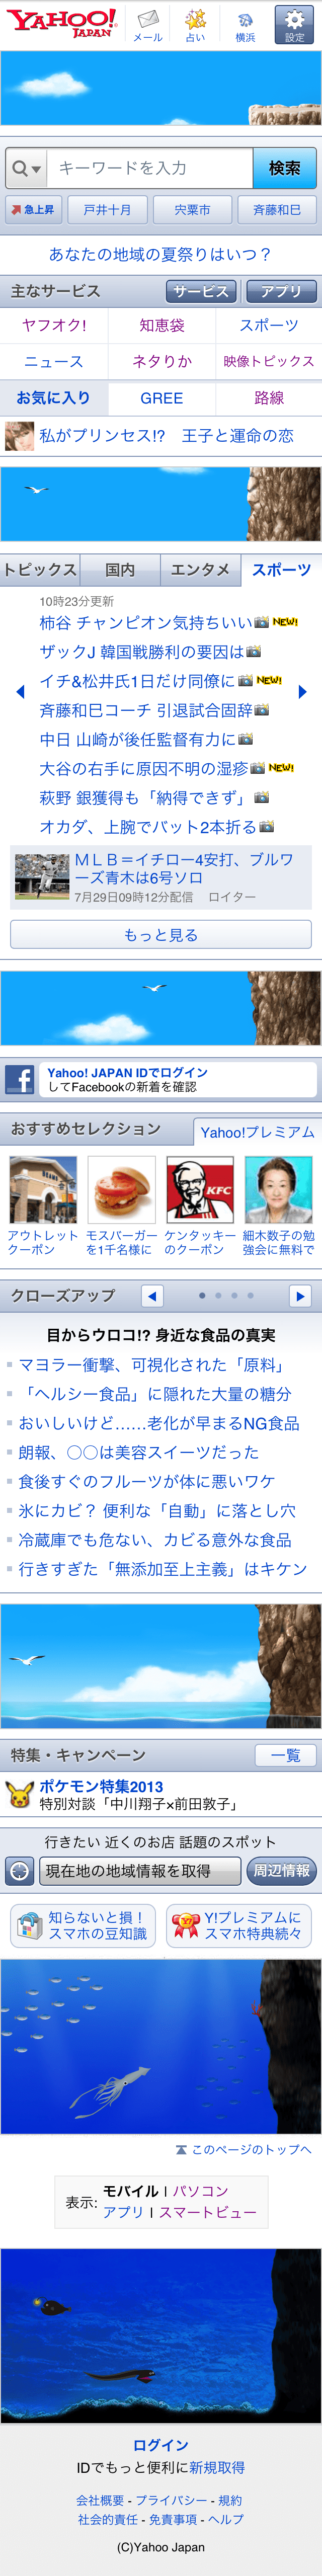 YAHOO!
JAPAN
メール
占い
横浜
設定
キーワードを入力
検索
急上昇
戸井十月
宍粟市
斉藤和巳
あなたの地域の夏祭りはいつ？
主なサービス
サービス
アプリ
ヤフオク!
知恵袋
スポーツ
ニュース
ネタりか
映像トピックス
お気に入り
GREE
路線
私がプリンセス!?　王子と運命の恋
トピックス
国内
エンタメ
スポーツ
10時23分更新
柿谷 チャンピオン気持ちいい NEW!
ザックJ 韓国戦勝利の要因は
イチ&松井氏1日だけ同僚に NEW!
斉藤和巳コーチ 引退試合固辞
中日 山崎が後任監督有力に
大谷の右手に原因不明の湿疹 NEW!
萩野 銀獲得も「納得できず」
オカダ、上腕でバット2本折る
ＭＬＢ＝イチロー4安打、ブルワ
ーズ青木は6号ソロ
7月29日09時12分配信　ロイター
もっと見る
Yahoo! JAPAN IDでログイン
してFacebookの新着を確認
おすすめセレクション
Yahoo!プレミアム
KFC
アウトレット
クーポン
モスバーガー
を1千名様に
ケンタッキー
のクーポン
細木数子の勉
強会に無料で
クローズアップ
目からウロコ!? 身近な食品の真実
マヨラー衝撃、可視化された「原料」
「ヘルシー食品」に隠れた大量の糖分
おいしいけど……老化が早まるNG食品
朗報、○○は美容スイーツだった
食後すぐのフルーツが体に悪いワケ
氷にカビ？ 便利な「自動」に落とし穴
冷蔵庫でも危ない、カビる意外な食品
行きすぎた「無添加至上主義」はキケン
特集・キャンペーン
一覧
ポケモン特集2013
特別対談「中川翔子×前田敦子」
行きたい 近くのお店 話題のスポット
現在地の地域情報を取得
周辺情報
知らないと損！
スマホの豆知識
Y!プレミアムに
スマホ特典続々
このページのトップへ
表示:
モバイル | パソコン
アプリ | スマートビュー
ログイン
IDでもっと便利に新規取得
会社概要 - プライバシー - 規約
社会的責任 - 免責事項 - ヘルプ
(C)Yahoo Japan